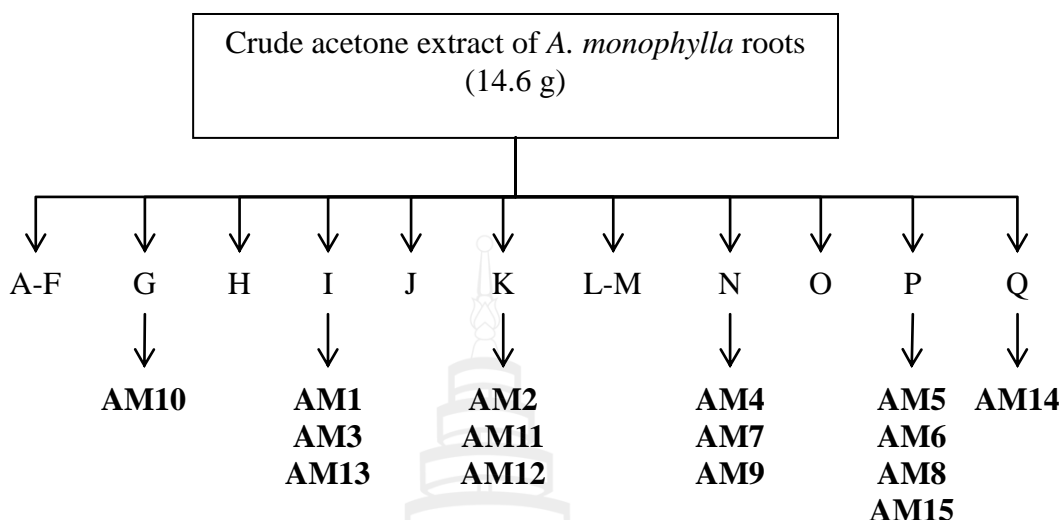 Crude acetone extract of A. monophylla roots
(14.6 g)
A-F G H I J K L-M N O P Q
AM10 AM1 AM2 AM4 AM5 AM14
AM3 AM11 AM7 AM6
AM13 AM12 AM9 AM8
AM15